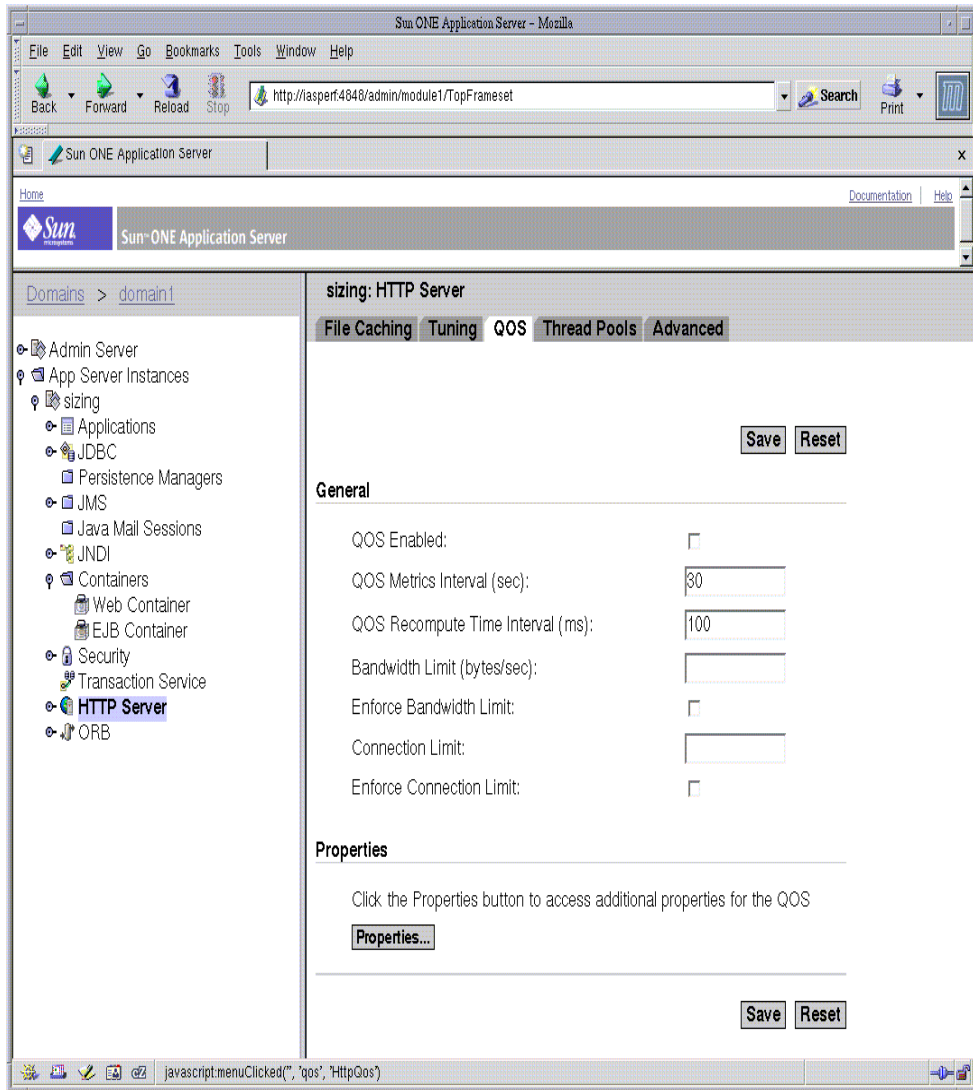 Sun ONE Application Server – Mozilla
File Edit View Go Bookmarks Tools Window Help
Back Forward Reload Stop http://iasperf:4848/admin/module1/TopFrameset Search Print
Sun ONE Application Server x
Home Documentation | Help
Sun microsystems Sun™ ONE Application Server
Domains > domain1
Admin Server
App Server Instances
sizing
Applications
JDBC
Persistence Managers
JMS
Java Mail Sessions
JNDI
Containers
Web Container
EJB Container
Security
Transaction Service
HTTP Server
ORB
sizing: HTTP Server
File Caching Tuning QOS Thread Pools Advanced
Save Reset
General
QOS Enabled:
QOS Metrics Interval (sec): 30
QOS Recompute Time Interval (ms): 100
Bandwidth Limit (bytes/sec):
Enforce Bandwidth Limit:
Connection Limit:
Enforce Connection Limit:
Properties
Click the Properties button to access additional properties for the QOS
Properties...
Save Reset
javascript:menuClicked('', 'qos', 'HttpQos')